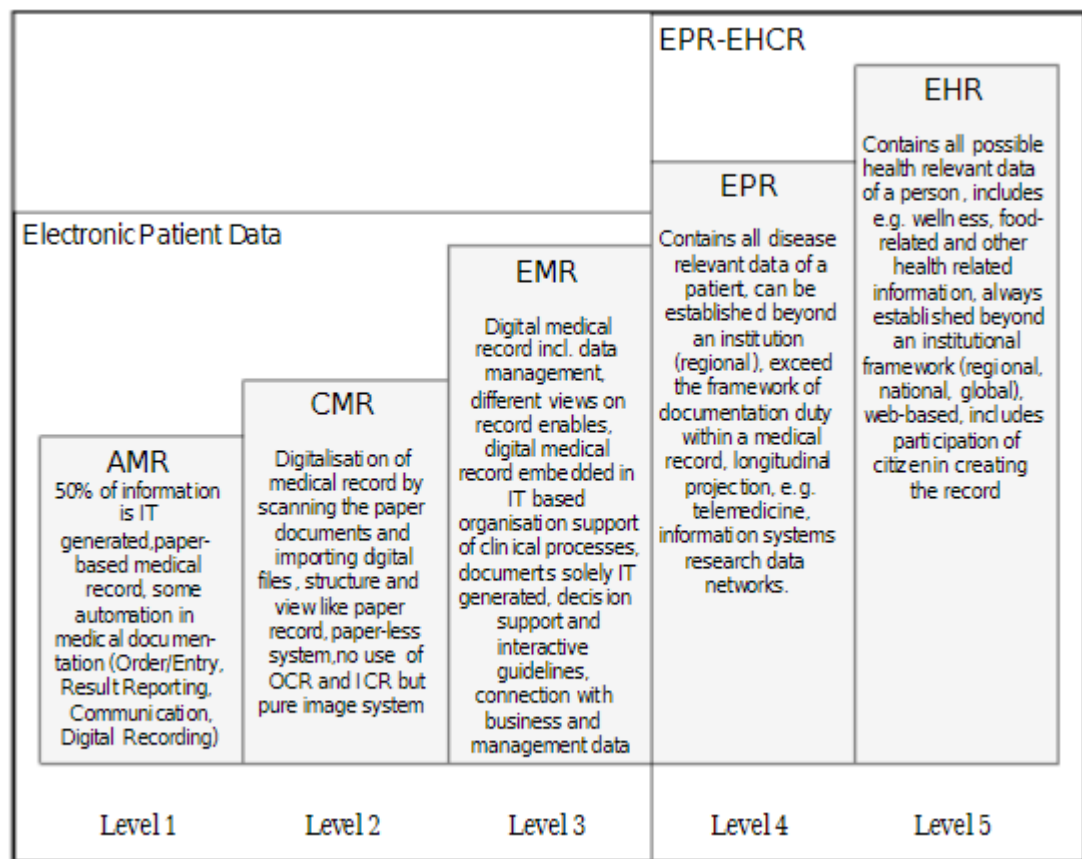 EPR-EHCR
EHR
Contains all possible
health relevant data
of a person, includes
e.g. wellness, food-
related and other
health related
information, always
established beyond
an institutional
framework (regional,
national, global),
web-based, includes
participation of
citizenin creating
the record
EPR
Contains all disease
relevant data of a
patiert, can be
established beyond
an institution
(regional), exceed
the framework of
documentation duty
within a medical
record, longitudinal
projection, e.g.
telemedicine,
information systems
research data
networks.
Electronic Patient Data
EMR
Digital medical
record incl. data
management,
different views on
record enables,
digital medical
record embedded in
IT based
organisation support
of clinical processes,
documerts solely IT
generated, decision
support and
interactive
guidelines,
connection with
business and
management data
CMR
Digitalisation of
medical record by
scanning the paper
documents and
importing digital
files, structure and
view like paper
record, paper-less
system,no use of
OCR and ICR but
pure image system
AMR
50% of information
is IT
generated,paper-
based medical
record, some
automation in
medical documen-
tation (Order/Entry,
Result Reporting,
Communication,
Digital Recording)
Level 1
Level 2
Level 3
Level 4
Level 5